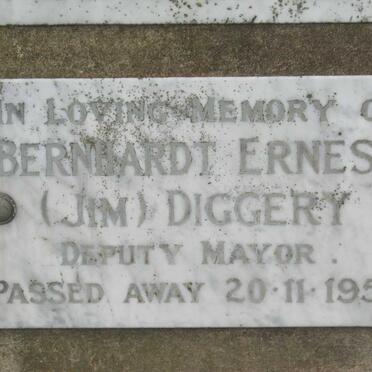 IN LOVING MEMORY O
BERNHARDT ERNES
(JIM) DIGGERY
DEPUTY MAYOR.
PASSED AWAY 20·11·195